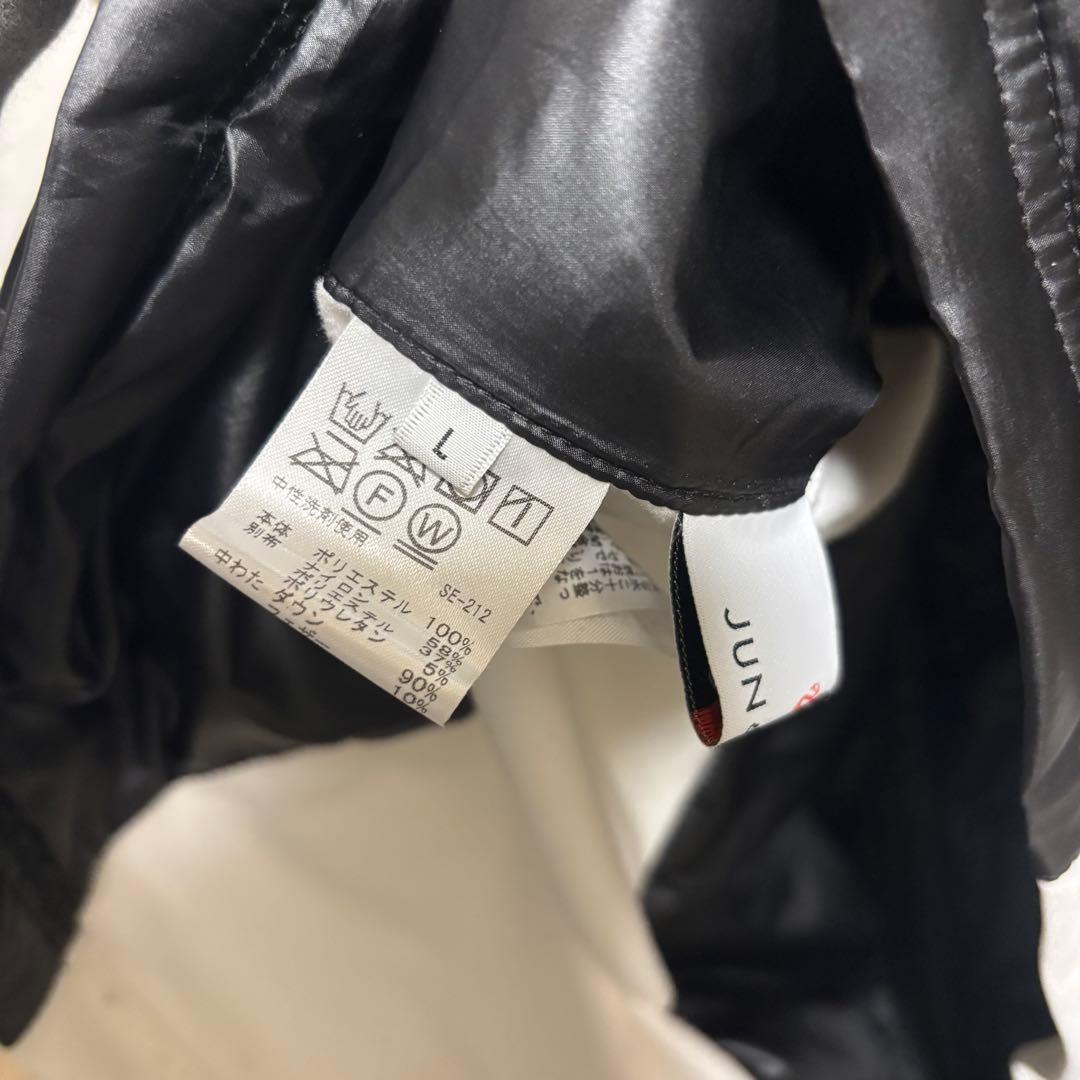 L
F
W
中性洗剤使用
SE-212
本体 ポリエステル 100%
別布 ナイロン 58%
ポリエステル 37%
ポリウレタン 5%
中わた ダウン 90%
10%
JUN